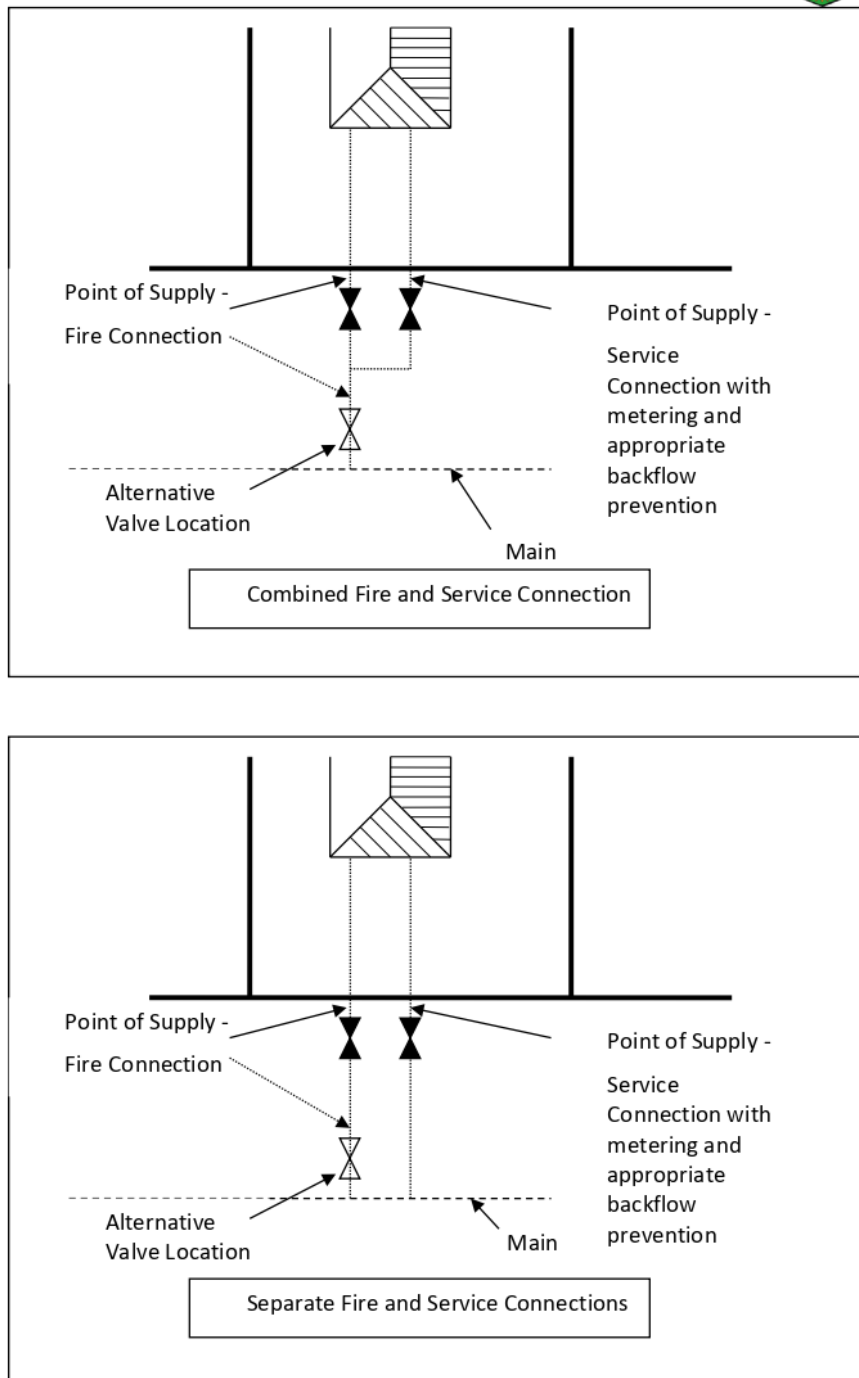 Point of Supply -
Fire Connection
Point of Supply -
Service
Connection with
metering and
appropriate
backflow
prevention
Alternative
Valve Location
Main
Combined Fire and Service Connection
Point of Supply -
Fire Connection
Point of Supply -
Service
Connection with
metering and
appropriate
backflow
prevention
Alternative
Valve Location
Main
Separate Fire and Service Connections